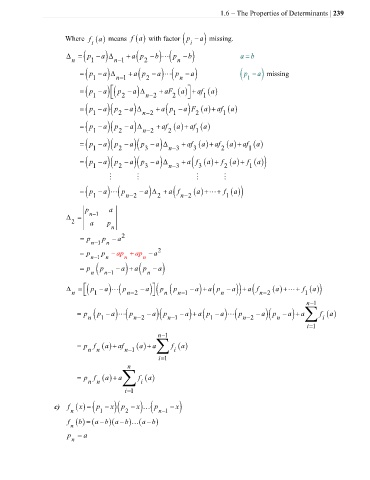 1.6 – The Properties of Determinants | 239
Where f_i(a) means f(a) with factor (p_i − a) missing.
Δ_n = (p_1 − a)Δ_{n−1} + a(p_2 − b)⋯(p_n − b)   a = b
= (p_1 − a)Δ_{n−1} + a(p_2 − a)⋯(p_n − a)   (p_1 − a) missing
= (p_1 − a)[(p_2 − a)Δ_{n−2} + aF_2(a)] + af_1(a)
= (p_1 − a)(p_2 − a)Δ_{n−2} + a(p_1 − a)F_2(a) + af_1(a)
= (p_1 − a)(p_2 − a)Δ_{n−2} + af_2(a) + af_1(a)
= (p_1 − a)(p_2 − a)(p_3 − a)Δ_{n−3} + af_3(a) + af_2(a) + af_1(a)
= (p_1 − a)(p_2 − a)(p_3 − a)Δ_{n−3} + a(f_3(a) + f_2(a) + f_1(a))
⋮ ⋮ ⋮ ⋮
= (p_1 − a)⋯(p_{n−2} − a)Δ_2 + a(f_{n−2}(a) + ⋯ + f_1(a))
Δ_2 = | p_{n−1} a |
| a p_n |
= p_{n−1}p_n − a²
= p_{n−1}p_n − ap_n + ap_n − a²
= p_n(p_{n−1} − a) + a(p_n − a)
Δ_n = [(p_1 − a)⋯(p_{n−2} − a)](p_n(p_{n−1} − a) + a(p_n − a)) + a(f_{n−2}(a) + ⋯ + f_1(a))
= p_n(p_1 − a)⋯(p_{n−2} − a)(p_{n−1} − a) + a(p_1 − a)⋯(p_{n−2} − a)(p_n − a) + a ∑_{i=1}^{n−1} f_i(a)
= p_n f_n(a) + af_{n−1}(a) + a ∑_{i=1}^{n−1} f_i(a)
= p_n f_n(a) + a ∑_{i=1}^{n} f_i(a)
c) f_n(x) = (p_1 − x)(p_2 − x)…(p_{n−1} − x)
f_n(b) = (a − b)(a − b)…(a − b)
p_n − a